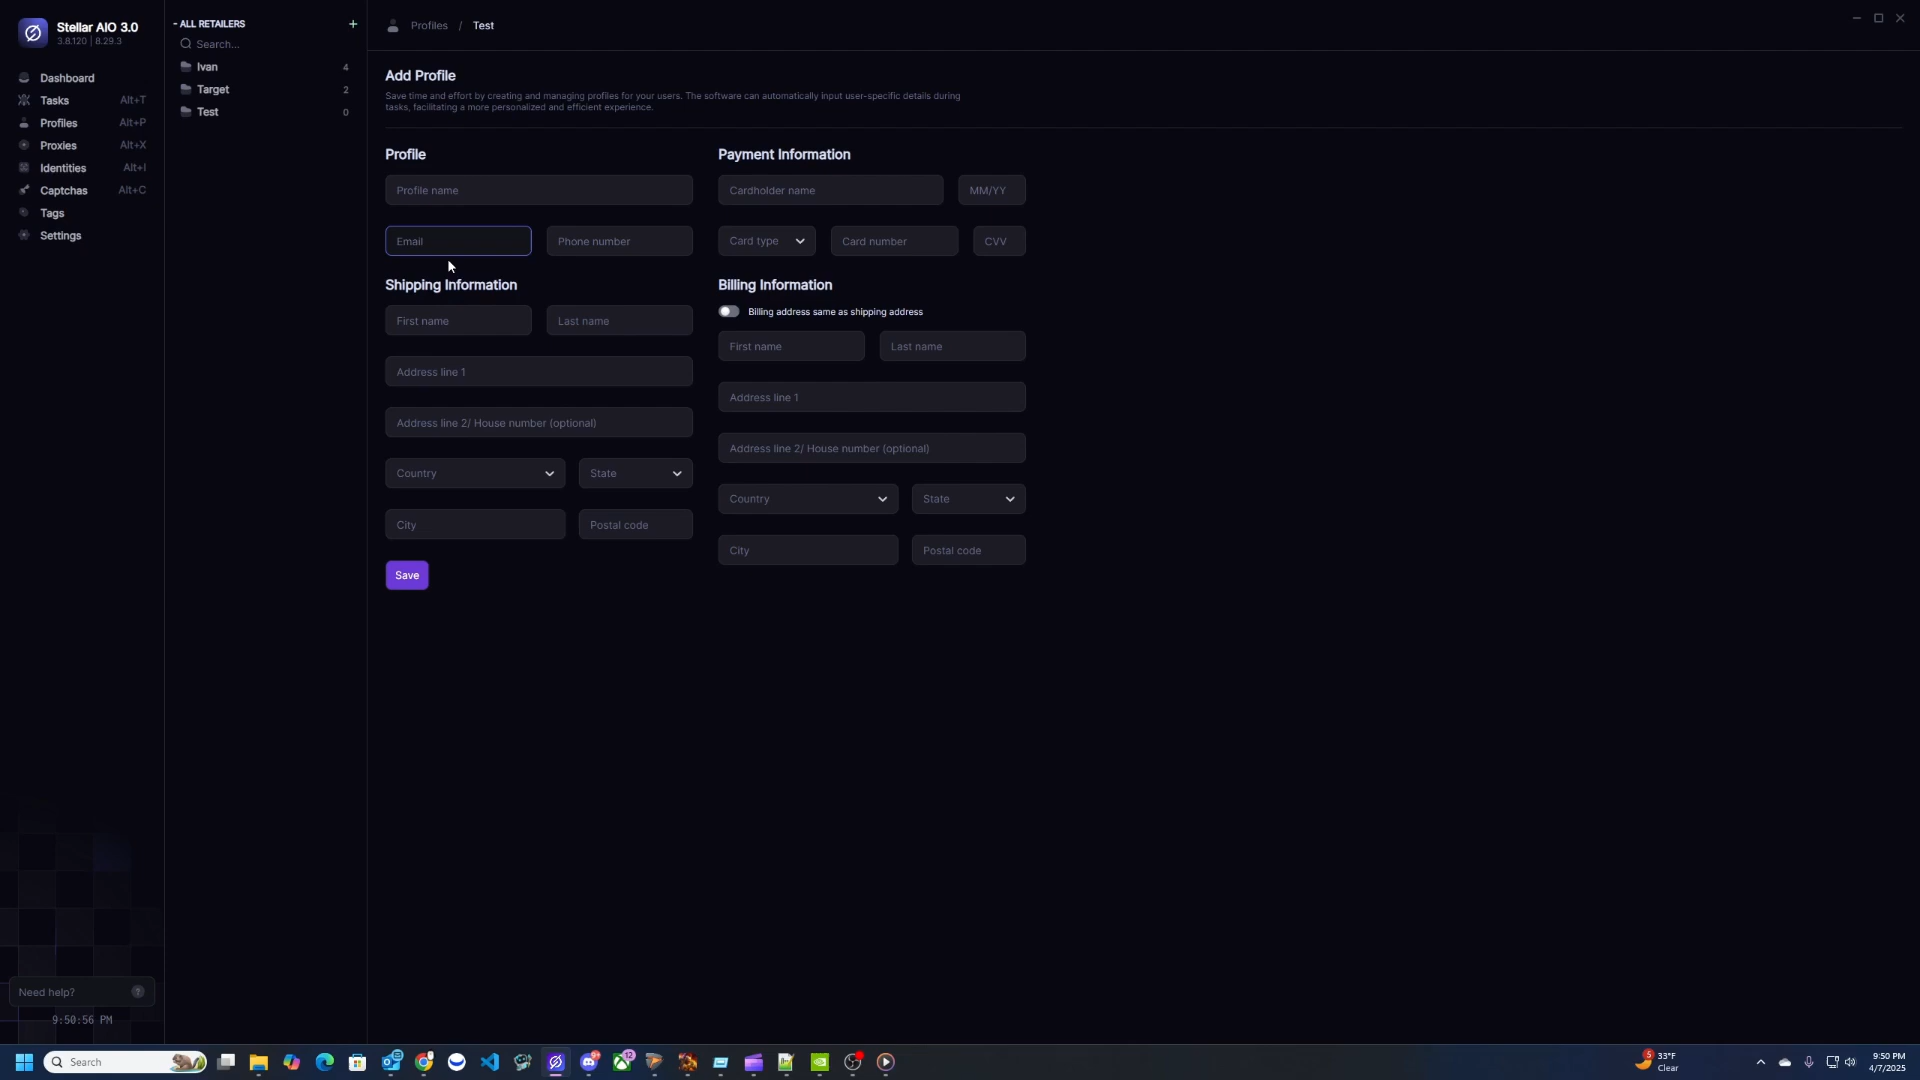 Stellar AIO 3.0
3.8.120 | 8.29.3
Dashboard
Tasks Alt+T
Profiles Alt+P
Proxies Alt+X
Identities Alt+I
Captchas Alt+C
Tags
Settings
Need help? ?
9:50:56 PM
- ALL RETAILERS +
Search...
Ivan 4
Target 2
Test 0
Profiles / Test
Add Profile
Save time and effort by creating and managing profiles for your users. The software can automatically input user-specific details during
tasks, facilitating a more personalized and efficient experience.
Profile
Profile name
Email Phone number
Shipping Information
First name Last name
Address line 1
Address line 2/ House number (optional)
Country State
City Postal code
Save
Payment Information
Cardholder name MM/YY
Card type Card number CVV
Billing Information
Billing address same as shipping address
First name Last name
Address line 1
Address line 2/ House number (optional)
Country State
City Postal code
Search
12
5
33°F
Clear
9:50 PM
4/7/2025